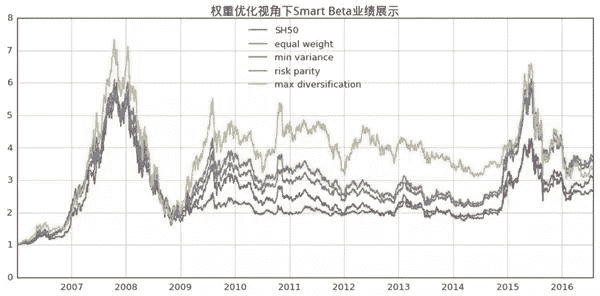 权重优化视角下Smart Beta业绩展示
8
7
6
5
4
3
2
1
0
SH50
equal weight
min variance
risk parity
max diversification
2007 2008 2009 2010 2011 2012 2013 2014 2015 2016